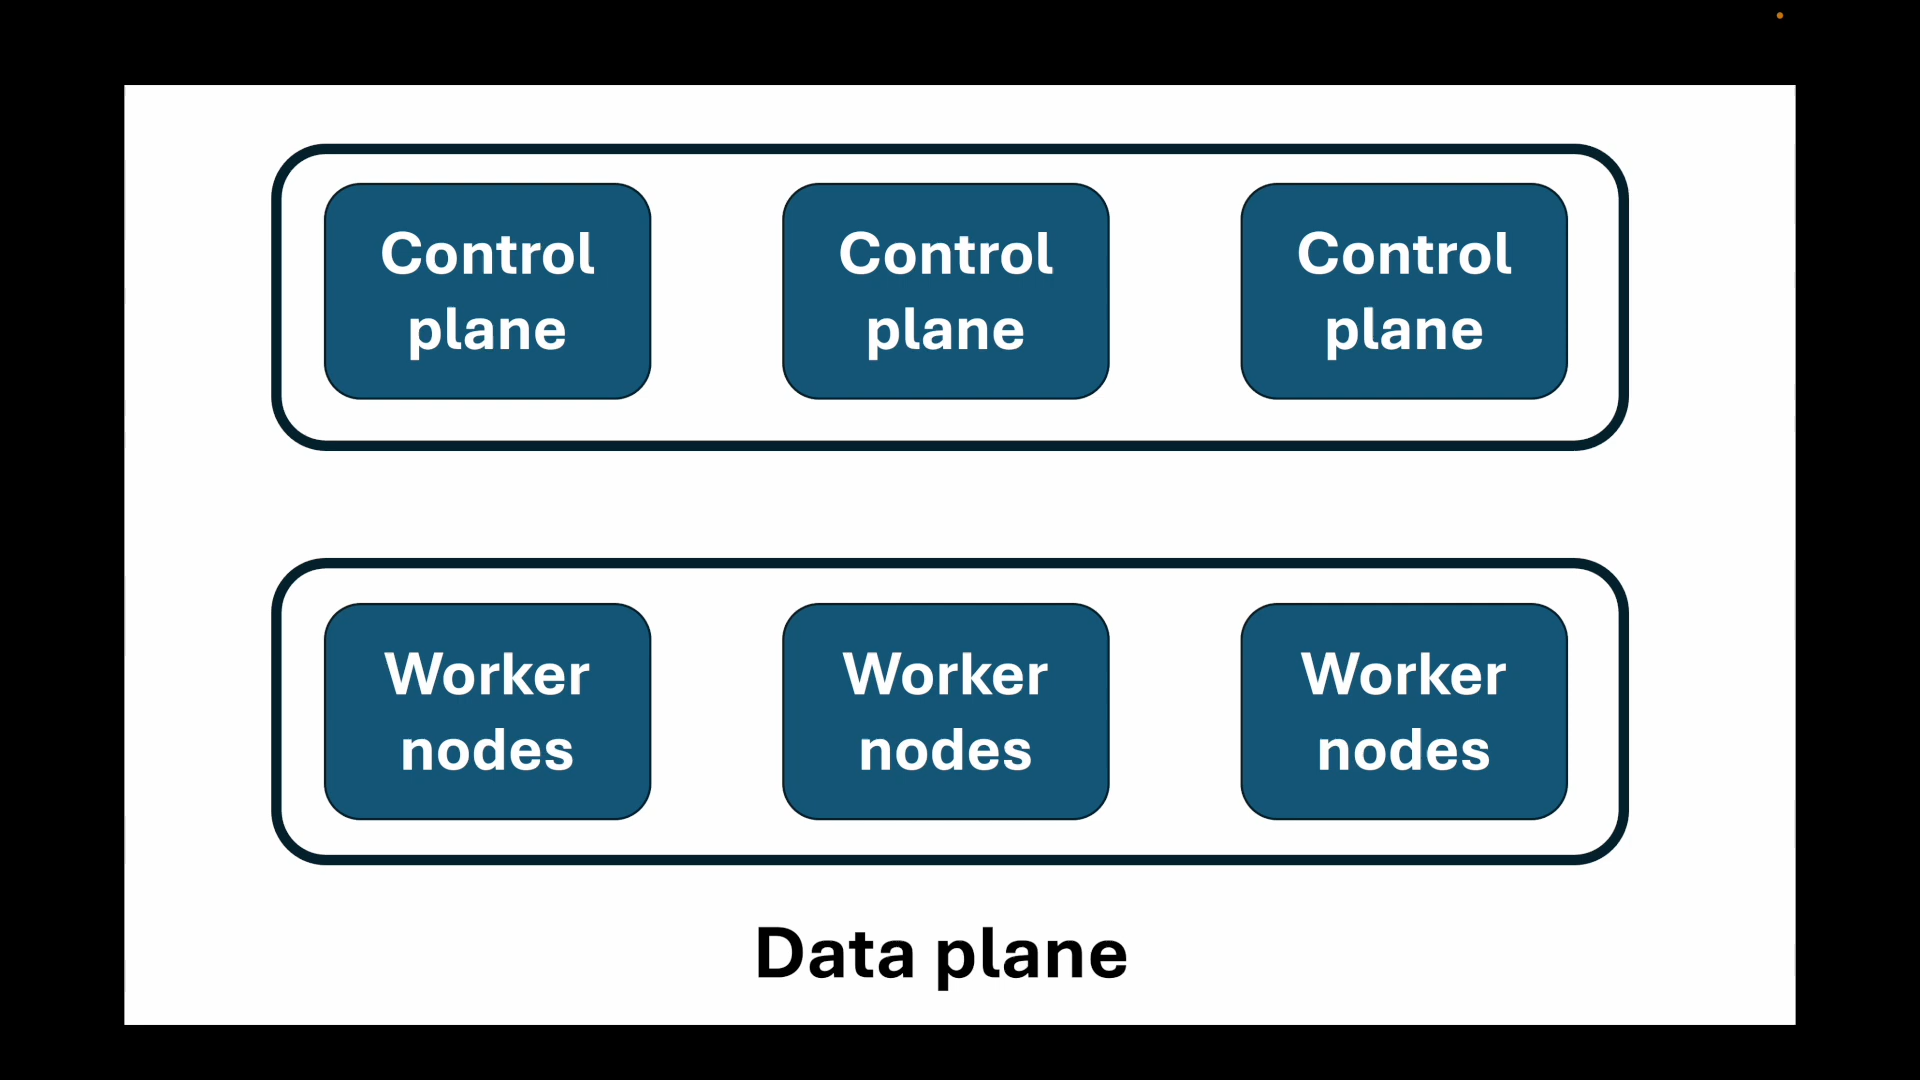 Control
plane
Control
plane
Control
plane
Worker
nodes
Worker
nodes
Worker
nodes
Data plane